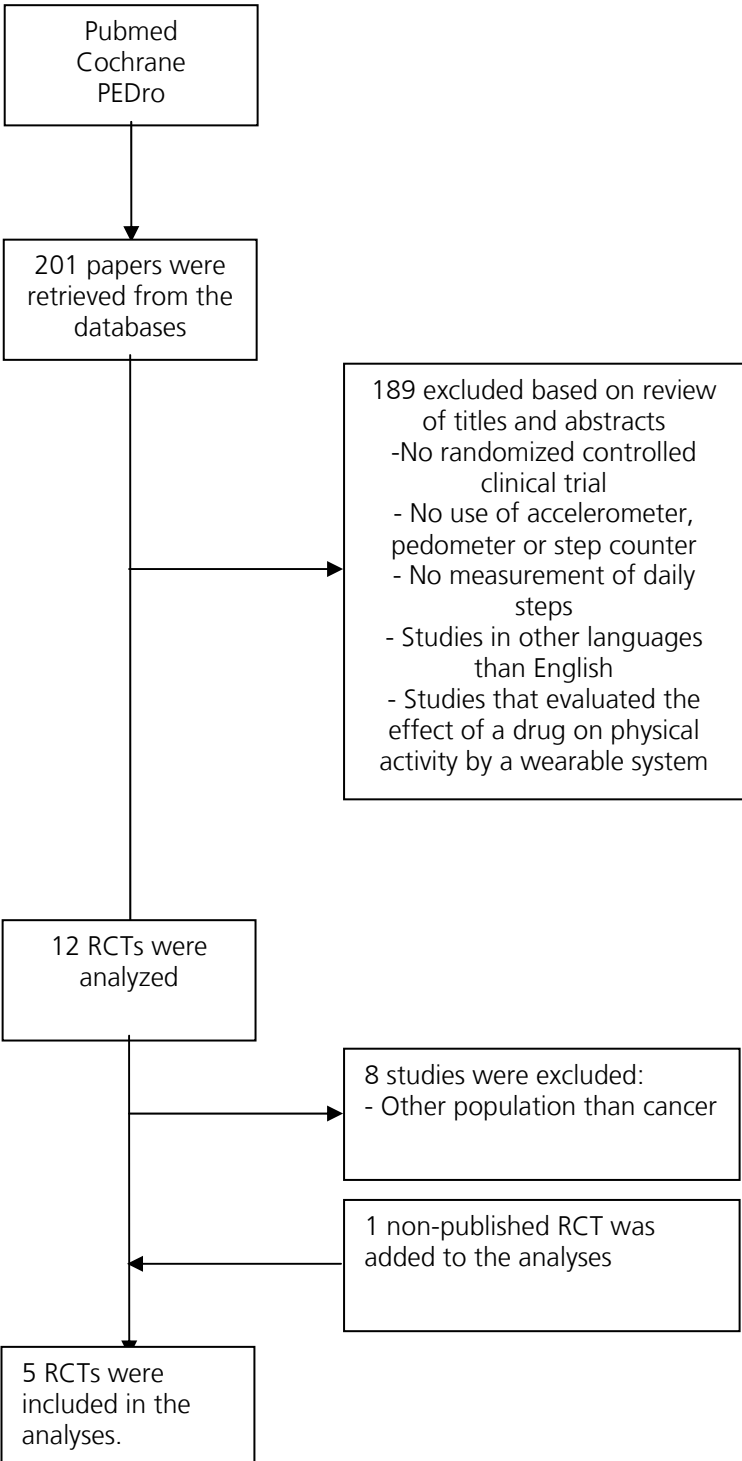 Pubmed
Cochrane
PEDro
201 papers were
retrieved from the
databases
189 excluded based on review
of titles and abstracts
-No randomized controlled
clinical trial
- No use of accelerometer,
pedometer or step counter
- No measurement of daily
steps
- Studies in other languages
than English
- Studies that evaluated the
effect of a drug on physical
activity by a wearable system
12 RCTs were
analyzed
8 studies were excluded:
- Other population than cancer
1 non-published RCT was
added to the analyses
5 RCTs were
included in the
analyses.